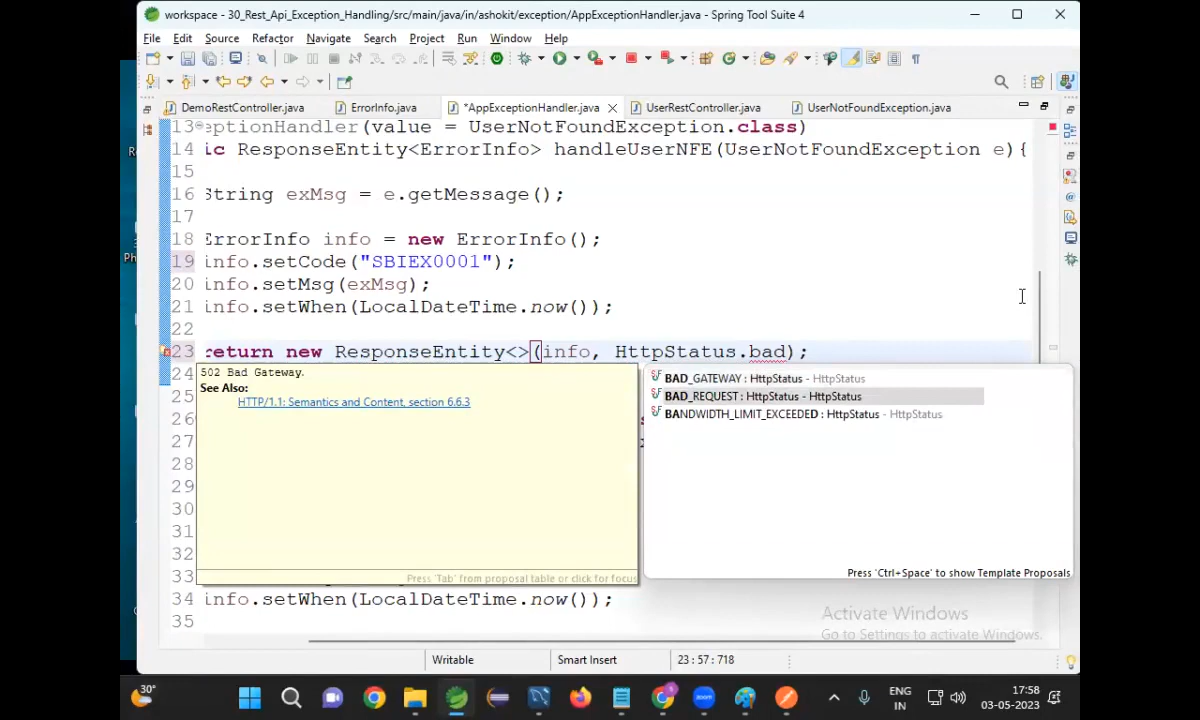 workspace - 30_Rest_Api_Exception_Handling/src/main/java/in/ashokit/exception/AppExceptionHandler.java - Spring Tool Suite 4
File Edit Source Refactor Navigate Search Project Run Window Help
DemoRestController.java ErrorInfo.java *AppExceptionHandler.java UserRestController.java UserNotFoundException.java
13 eptionHandler(value = UserNotFoundException.class)
14 ic ResponseEntity<ErrorInfo> handleUserNFE(UserNotFoundException e){
15
16 String exMsg = e.getMessage();
17
18 ErrorInfo info = new ErrorInfo();
19 info.setCode("SBIEX0001");
20 info.setMsg(exMsg);
21 info.setWhen(LocalDateTime.now());
22
23 return new ResponseEntity<>(info, HttpStatus.bad);
24
25
26
27
28
29
30
31
32
33
34 info.setWhen(LocalDateTime.now());
35
502 Bad Gateway.
See Also:
HTTP/1.1: Semantics and Content, section 6.6.3
Press 'Tab' from proposal table or click for focus
BAD_GATEWAY : HttpStatus - HttpStatus
BAD_REQUEST : HttpStatus - HttpStatus
BANDWIDTH_LIMIT_EXCEEDED : HttpStatus - HttpStatus
Press 'Ctrl+Space' to show Template Proposals
Activate Windows
Go to Settings to activate Windows.
Writable Smart Insert 23 : 57 : 718
30°
zoom
ENG
IN
17:58
03-05-2023